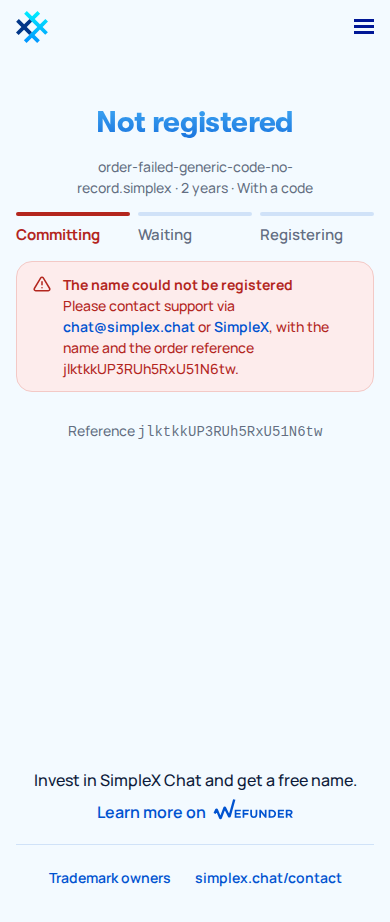 Not registered
order-failed-generic-code-no-
record.simplex · 2 years · With a code
Committing
Waiting
Registering
The name could not be registered
Please contact support via
chat@simplex.chat or SimpleX, with the
name and the order reference
jlktkkUP3RUh5RxU51N6tw.
Reference jlktkkUP3RUh5RxU51N6tw
Invest in SimpleX Chat and get a free name.
Learn more on WEFUNDER
Trademark owners
simplex.chat/contact